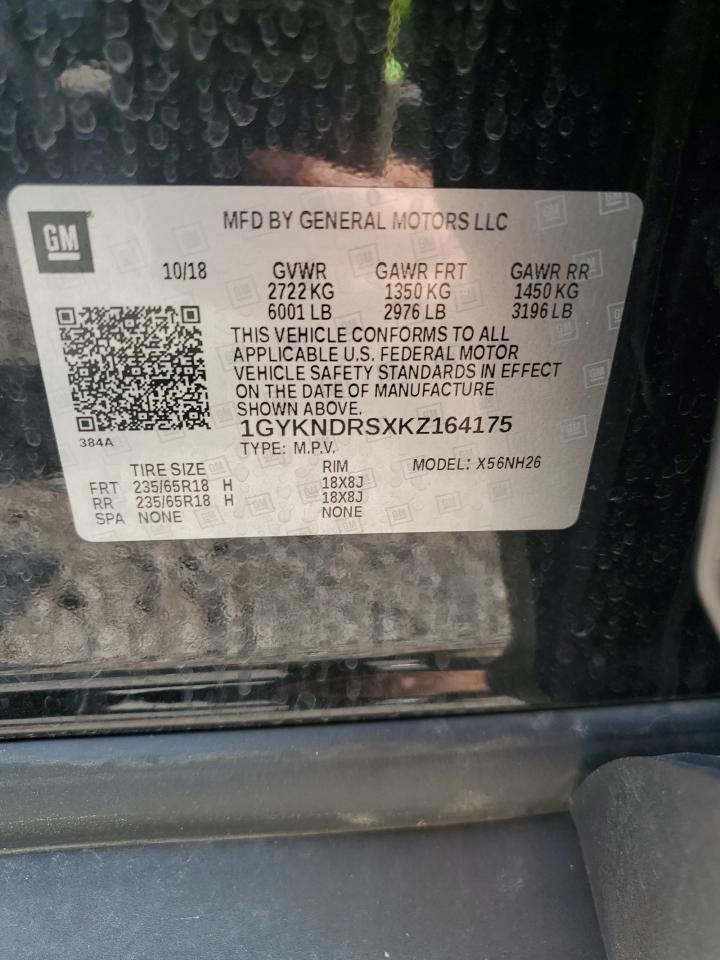 GM
MFD BY GENERAL MOTORS LLC
10/18 GVWR GAWR FRT GAWR RR
2722 KG 1350 KG 1450 KG
6001 LB 2976 LB 3196 LB
THIS VEHICLE CONFORMS TO ALL
APPLICABLE U.S. FEDERAL MOTOR
VEHICLE SAFETY STANDARDS IN EFFECT
ON THE DATE OF MANUFACTURE
SHOWN ABOVE.
384A
1GYKNDRSXKZ164175
TYPE: M.P.V.
TIRE SIZE RIM MODEL: X56NH26
FRT 235/65R18 H 18X8J
RR 235/65R18 H 18X8J
SPA NONE NONE